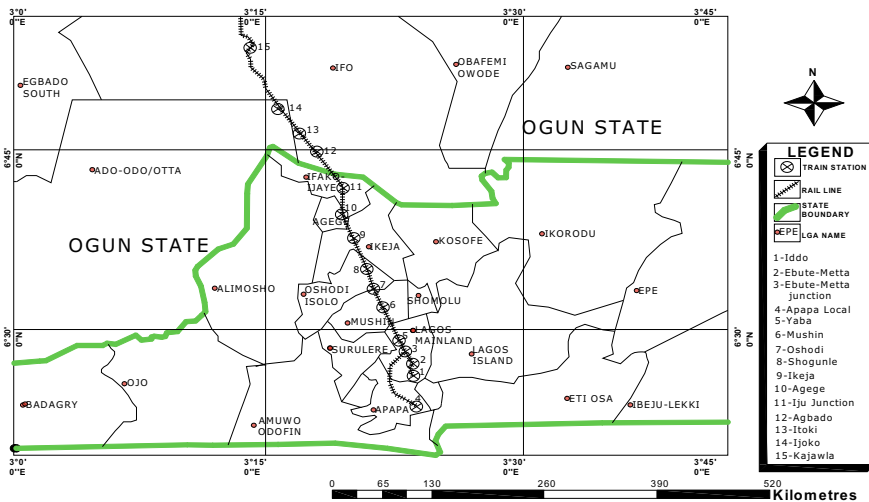 3°0'
0"E
3°15'
0"E
3°30'
0"E
3°45'
0"E
15
IFO
OBAFEMI
OWODE
SAGAMU
EGBADO
SOUTH
14
13
12
OGUN STATE
N
6°45'
0"N
6°45'
0"N
ADO-ODO/OTTA
IFAKO-
IJAYE
11
10
AGEGE
9
IKEJA
KOSOFE
IKORODU
OGUN STATE
8
7
ALIMOSHO
OSHODI
ISOLO
SHOMOLU
EPE
6
MUSHIN
6°30'
0"N
6°30'
0"N
LAGOS
MAINLAND
5
3
SURULERE
LAGOS
ISLAND
2
1
OJO
4
BADAGRY
APAPA
ETI OSA
IBEJU-LEKKI
AMUWO
ODOFIN
3°0'
0"E
3°15'
0"E
3°30'
0"E
3°45'
0"E
LEGEND
TRAIN STATION
RAIL LINE
STATE
BOUNDARY
EPE
LGA NAME
1-Iddo
2-Ebute-Metta
3-Ebute-Metta
junction
4-Apapa Local
5-Yaba
6-Mushin
7-Oshodi
8-Shogunle
9-Ikeja
10-Agege
11-Iju Junction
12-Agbado
13-Itoki
14-Ijoko
15-Kajawla
0 65 130 260 390 520
Kilometres